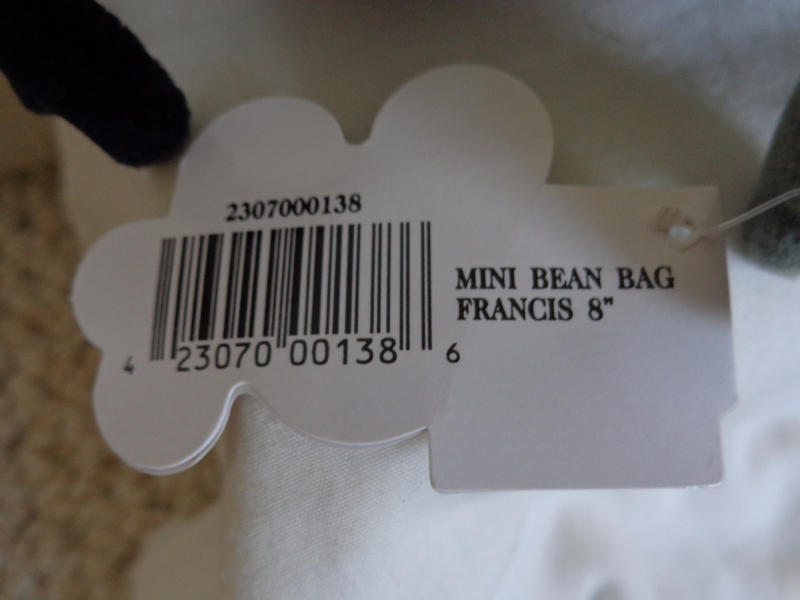 2307000138
4 23070 00138 6
MINI BEAN BAG
FRANCIS 8"